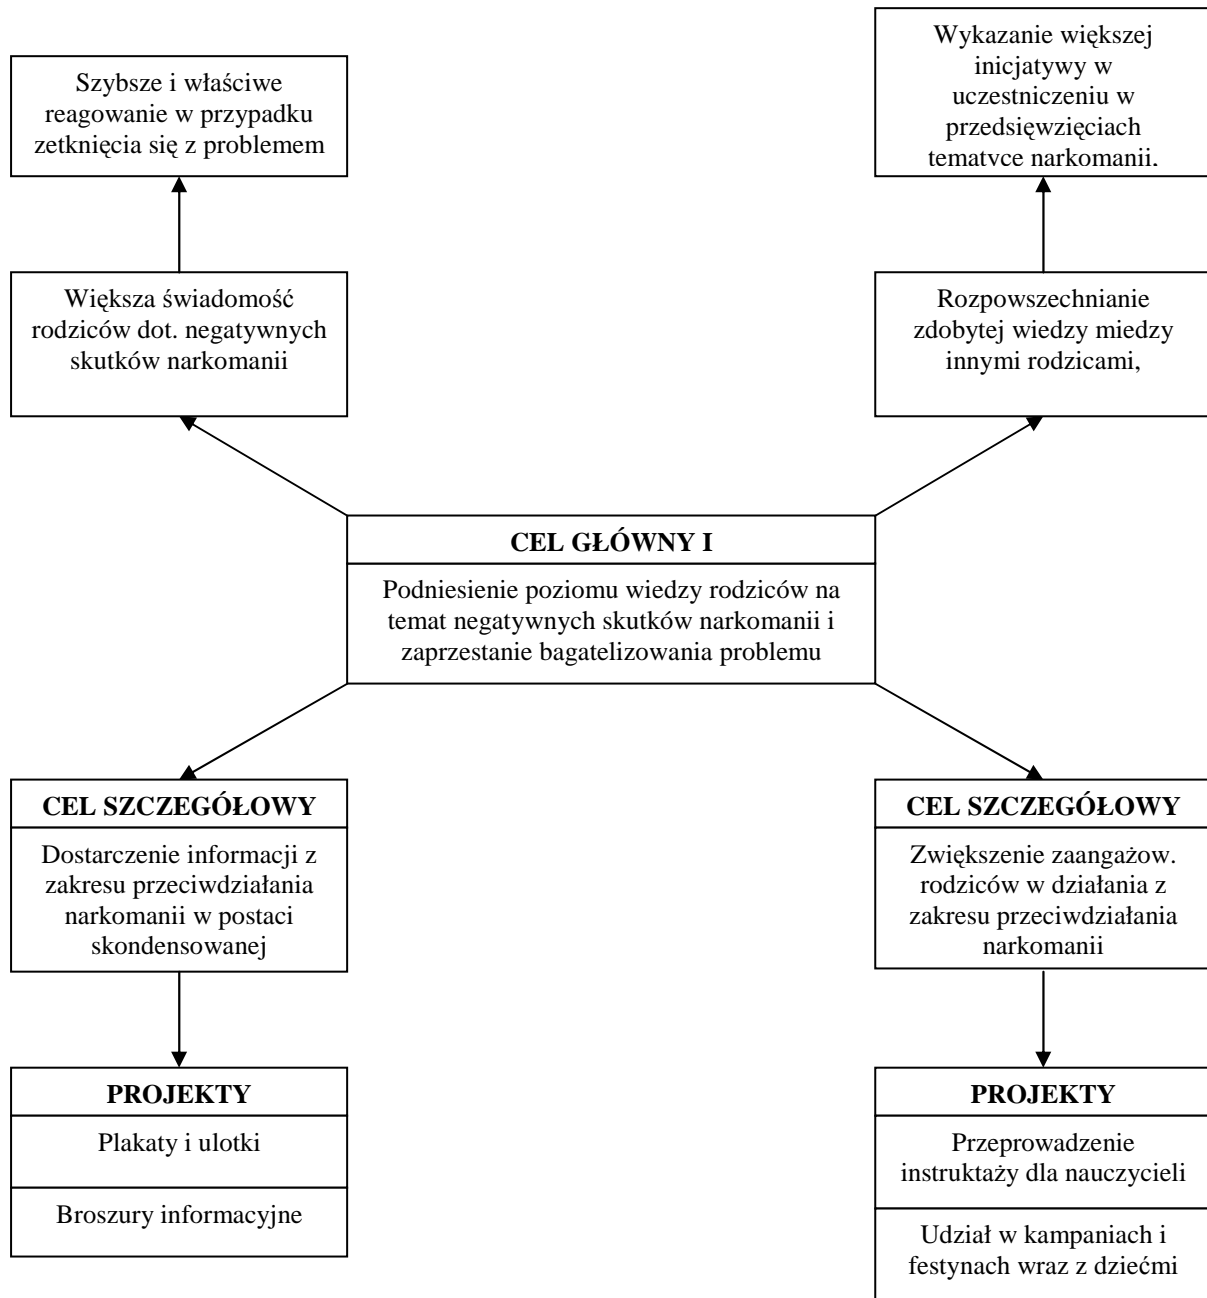 Szybsze i właściwe
reagowanie w przypadku
zetknięcia się z problemem
Wykazanie większej
inicjatywy w
uczestniczeniu w
przedsięwzięciach
tematyce narkomanii,
Większa świadomość
rodziców dot. negatywnych
skutków narkomanii
Rozpowszechnianie
zdobytej wiedzy miedzy
innymi rodzicami,
CEL GŁÓWNY I
Podniesienie poziomu wiedzy rodziców na
temat negatywnych skutków narkomanii i
zaprzestanie bagatelizowania problemu
CEL SZCZEGÓŁOWY
Dostarczenie informacji z
zakresu przeciwdziałania
narkomanii w postaci
skondensowanej
CEL SZCZEGÓŁOWY
Zwiększenie zaangażow.
rodziców w działania z
zakresu przeciwdziałania
narkomanii
PROJEKTY
Plakaty i ulotki
Broszury informacyjne
PROJEKTY
Przeprowadzenie
instruktaży dla nauczycieli
Udział w kampaniach i
festynach wraz z dziećmi